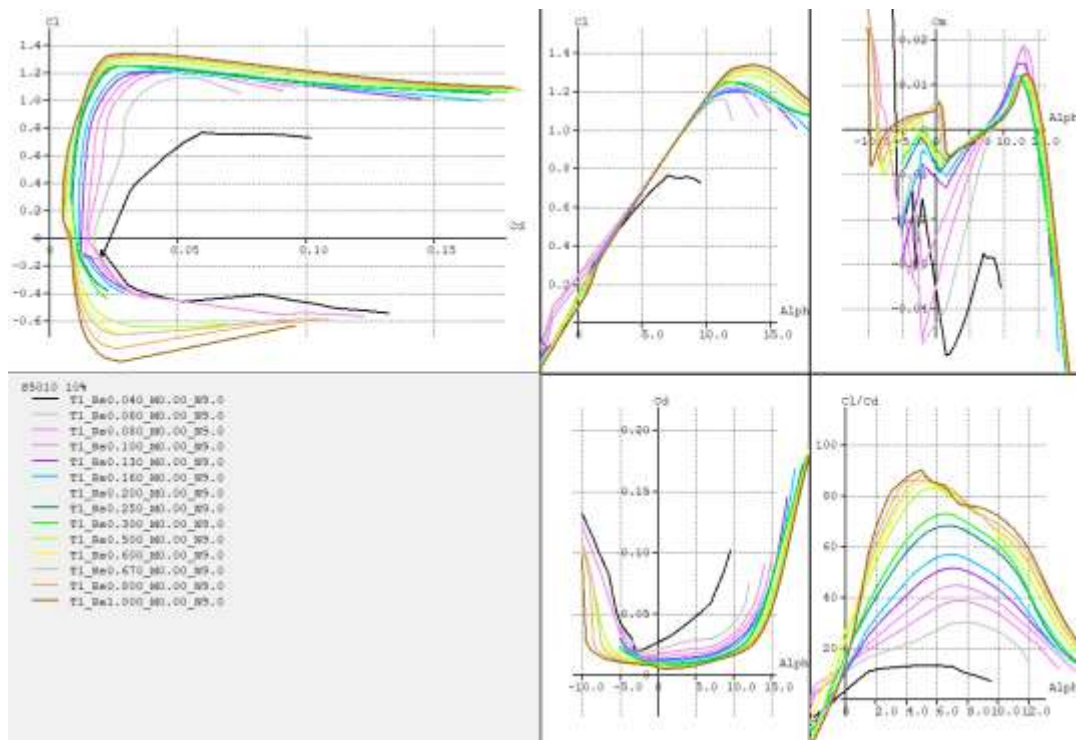 Cl
1.4
1.2
1.0
0.8
0.6
0.4
0.2
0
-0.2
-0.4
-0.6
0 0.05 0.10 0.15
Cd
Cl
1.4
1.2
1.0
0.8
0.6
0.4
0.2
0 5.0 10.0 15.0
Alph
Cm
0.02
0.01
Alph
S5010 10%
T1_Re0.040_M0.00_N9.0
T1_Re0.060_M0.00_N9.0
T1_Re0.080_M0.00_N9.0
T1_Re0.100_M0.00_N9.0
T1_Re0.130_M0.00_N9.0
T1_Re0.160_M0.00_N9.0
T1_Re0.200_M0.00_N9.0
T1_Re0.250_M0.00_N9.0
T1_Re0.300_M0.00_N9.0
T1_Re0.500_M0.00_N9.0
T1_Re0.600_M0.00_N9.0
T1_Re0.670_M0.00_N9.0
T1_Re0.800_M0.00_N9.0
T1_Re1.000_M0.00_N9.0
Cd
0.20
0.15
0.10
0.05
-10.0 -5.0 0 5.0 10.0 15.0
Alph
Cl/Cd
100
80
60
40
20
0 2.0 4.0 6.0 8.0 10.0 12.0
Alph